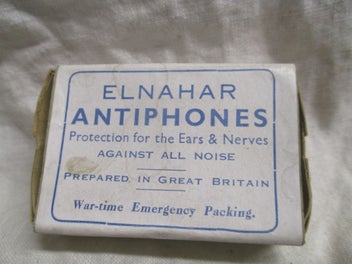 ELNAHAR
ANTIPHONES
Protection for the Ears & Nerves
AGAINST ALL NOISE
PREPARED IN GREAT BRITAIN
War-time Emergency Packing.